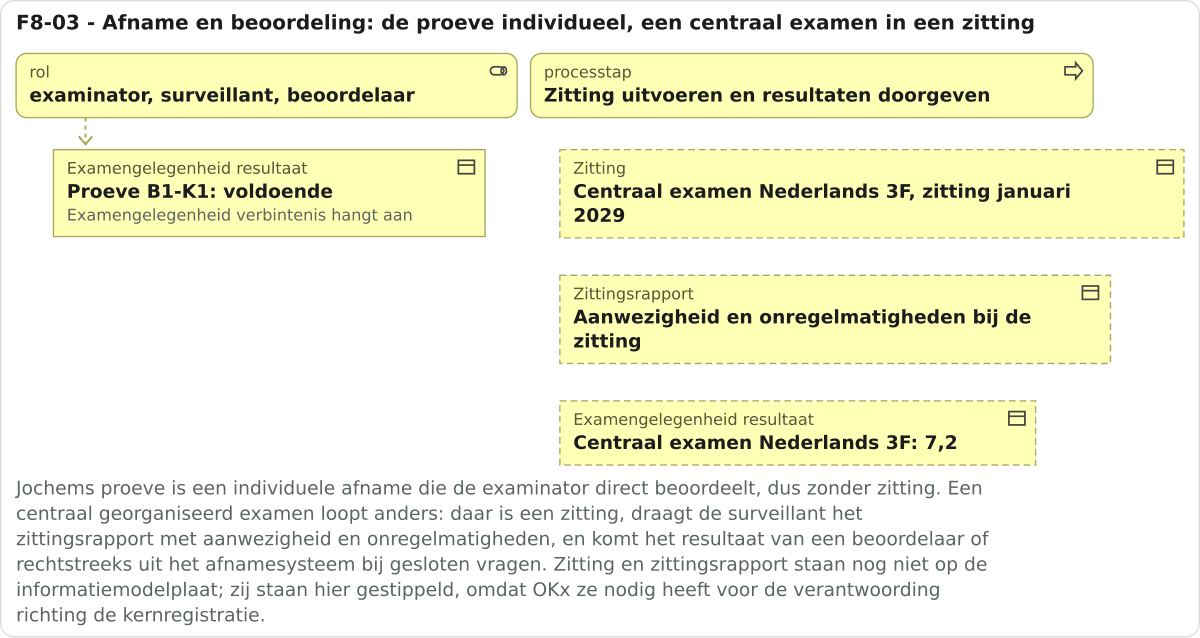 F8-03 - Afname en beoordeling: de proeve individueel, een centraal examen in een zitting
rol
examinator, surveillant, beoordelaar
processtap
Zitting uitvoeren en resultaten doorgeven
Examengelegenheid resultaat
Proeve B1-K1: voldoende
Examengelegenheid verbintenis hangt aan
Zitting
Centraal examen Nederlands 3F, zitting januari
2029
Zittingsrapport
Aanwezigheid en onregelmatigheden bij de
zitting
Examengelegenheid resultaat
Centraal examen Nederlands 3F: 7,2
Jochems proeve is een individuele afname die de examinator direct beoordeelt, dus zonder zitting. Een
centraal georganiseerd examen loopt anders: daar is een zitting, draagt de surveillant het
zittingsrapport met aanwezigheid en onregelmatigheden, en komt het resultaat van een beoordelaar of
rechtstreeks uit het afnamesysteem bij gesloten vragen. Zitting en zittingsrapport staan nog niet op de
informatiemodelplaat; zij staan hier gestippeld, omdat OKx ze nodig heeft voor de verantwoording
richting de kernregistratie.